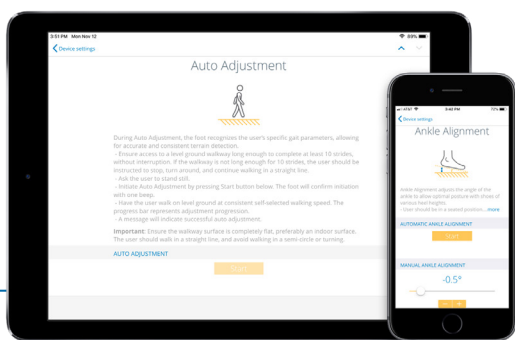 3:51 PM Mon Nov 12
89%
Device settings
Auto Adjustment
During Auto Adjustment, the foot recognizes the user's specific gait parameters, allowing
for accurate and consistent terrain detection.
- Ensure access to a level ground walkway long enough to complete at least 10 strides,
without interruption. If the walkway is not long enough for 10 strides, the user should be
instructed to stop, turn around, and continue walking in a straight line.
- Ask the user to stand still.
- Initiate Auto Adjustment by pressing Start button below. The foot will confirm initiation
with one beep.
- Have the user walk on level ground at consistent self-selected walking speed. The
progress bar represents adjustment progression.
- A message will indicate successful auto adjustment.
Important: Ensure the walkway surface is completely flat, preferably an indoor surface.
The user should walk in a straight line, and avoid walking in a semi-circle or turning.
AUTO ADJUSTMENT
Start
AT&T
72%
Device settings
Ankle Alignment
Ankle Alignment adjusts the angle of the
ankle to allow optimal posture with shoes of
various heel heights.
- User should be in a seated position... more
AUTOMATIC ANKLE ALIGNMENT
Start
MANUAL ANKLE ALIGNMENT
-0.5°
- +